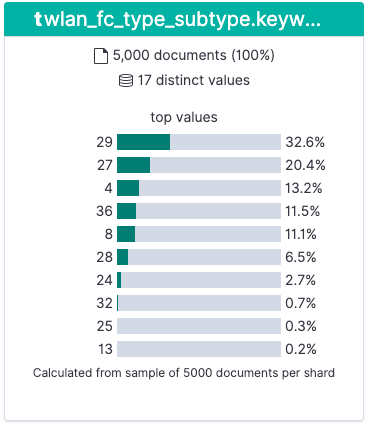 t wlan_fc_type_subtype.keyw...
5,000 documents (100%)
17 distinct values
top values
29 32.6%
27 20.4%
4 13.2%
36 11.5%
8 11.1%
28 6.5%
24 2.7%
32 0.7%
25 0.3%
13 0.2%
Calculated from sample of 5000 documents per shard